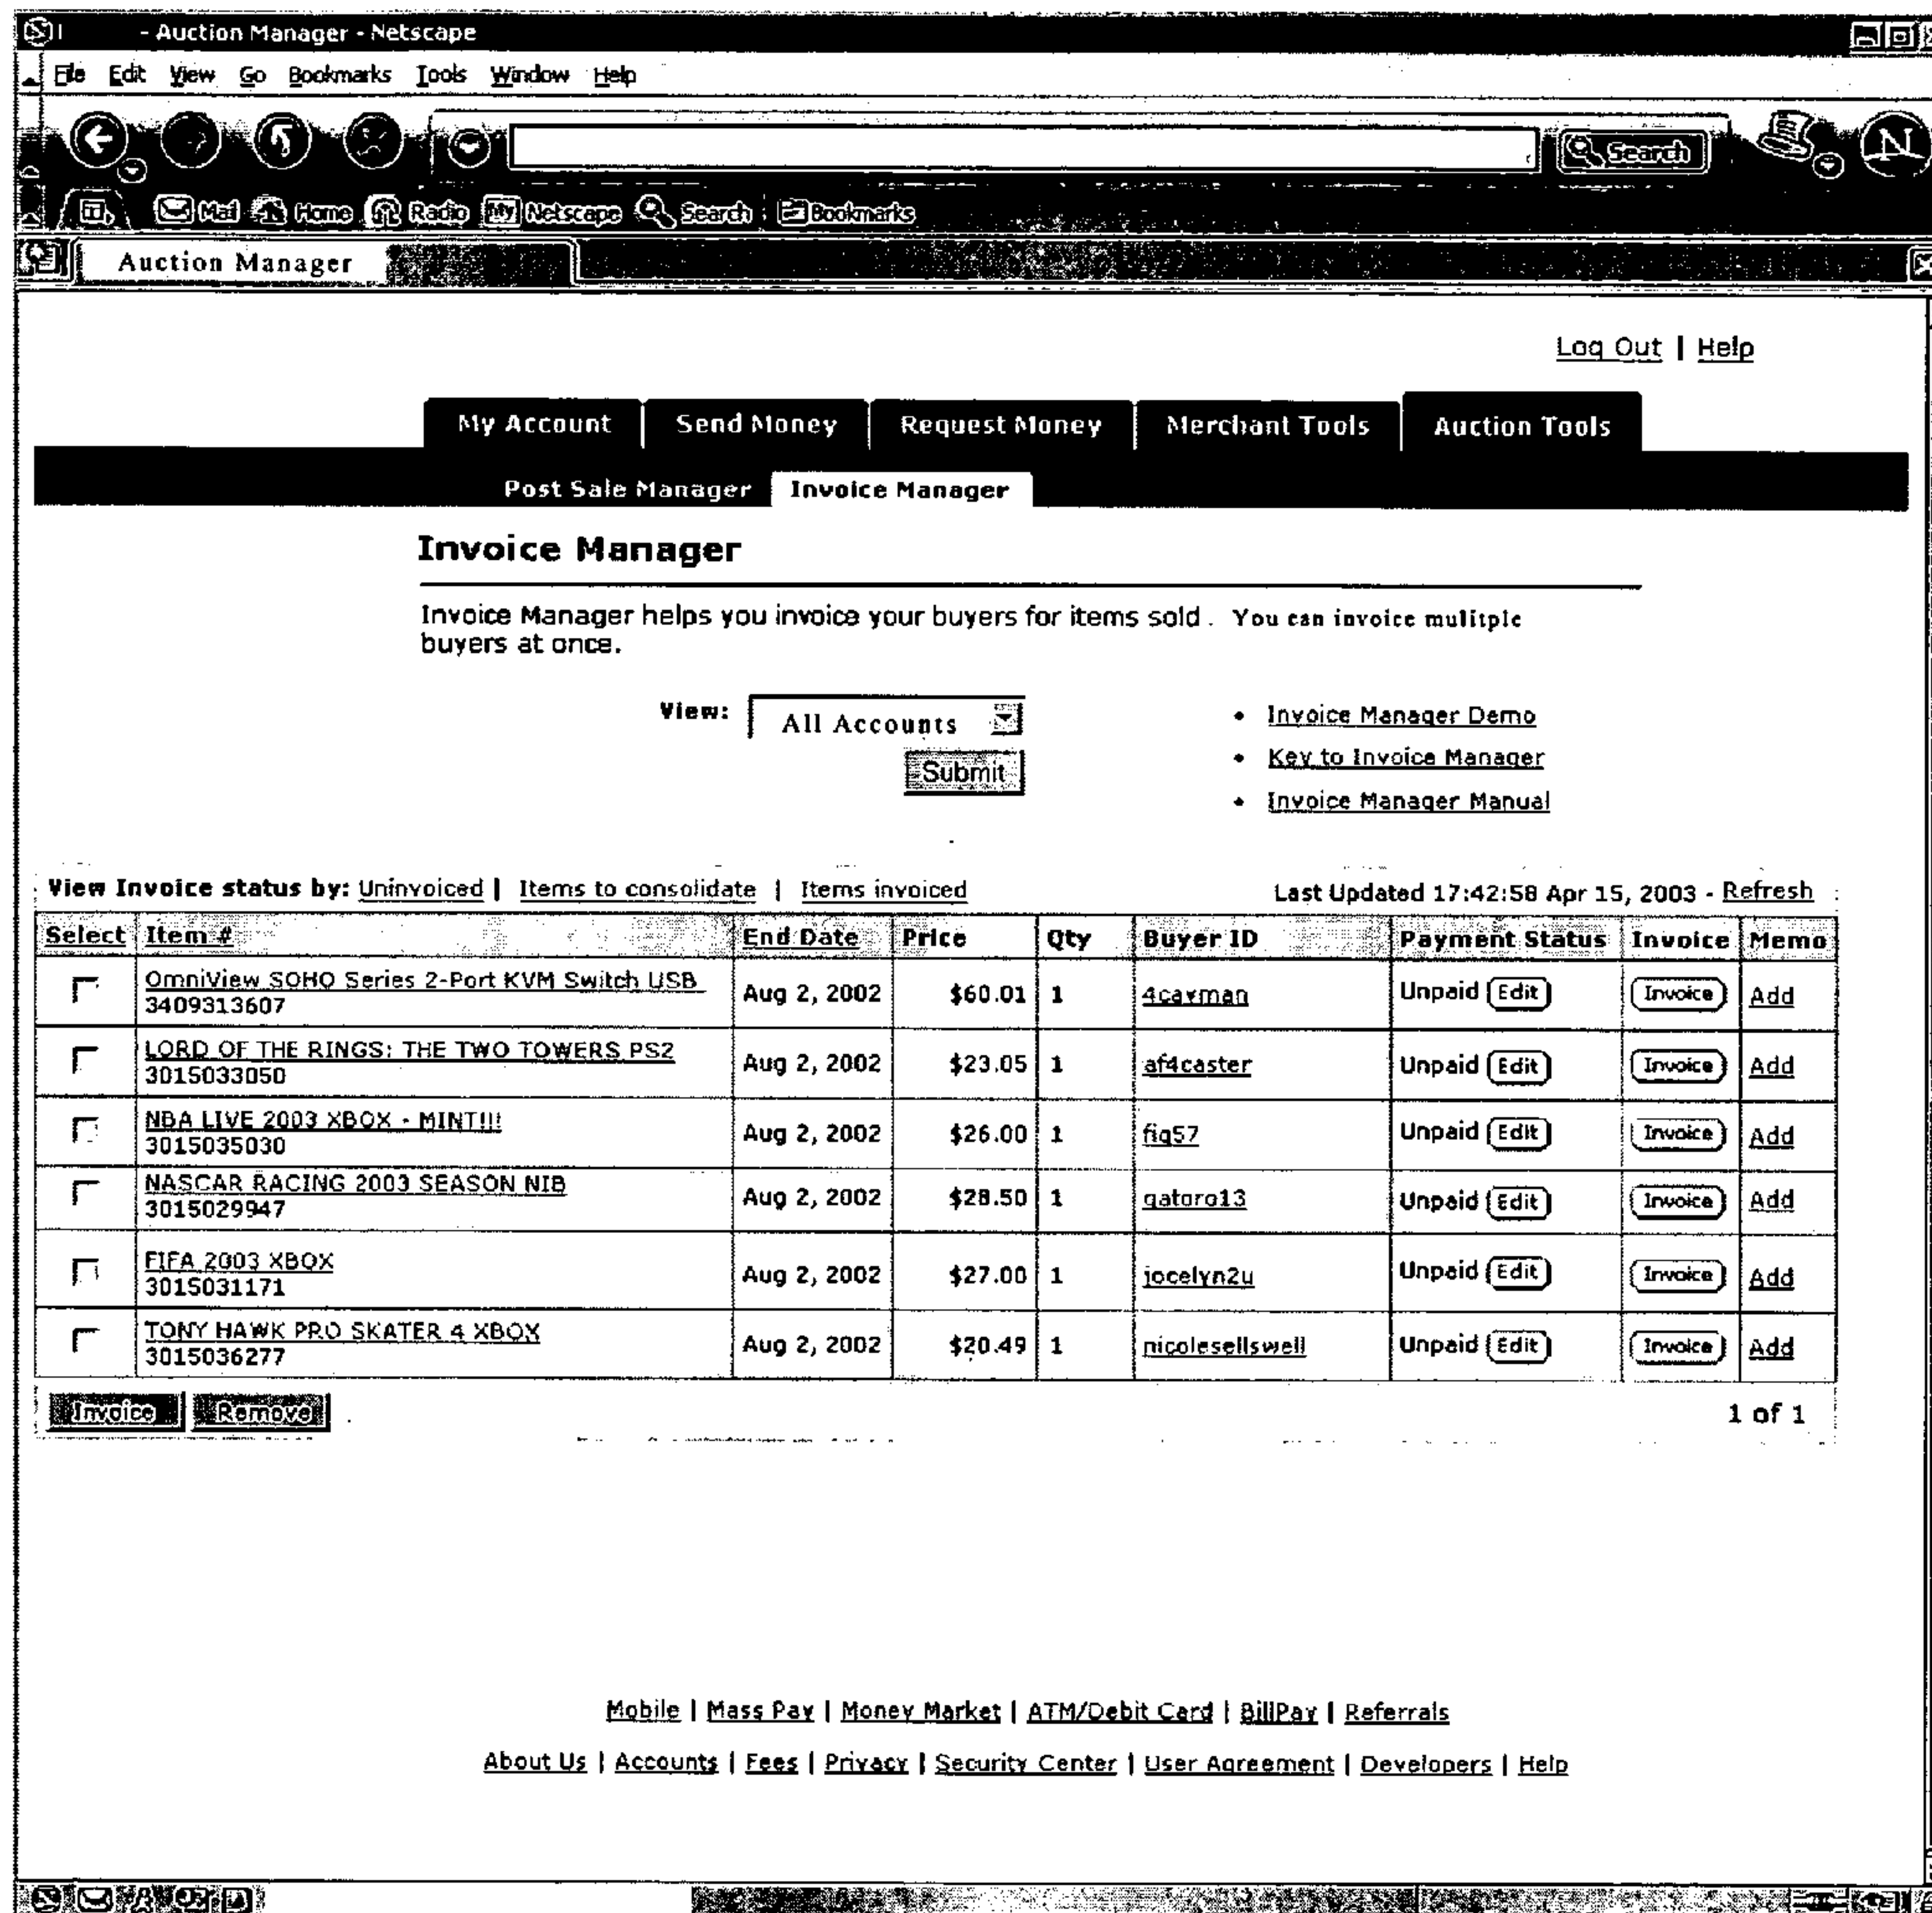 - Auction Manager - Netscape
File Edit View Go Bookmarks Tools Window Help
Search
Mail Home Radio My Netscape Search Bookmarks
Auction Manager
Log Out | Help
My Account Send Money Request Money Merchant Tools Auction Tools
Post Sale Manager Invoice Manager
Invoice Manager
Invoice Manager helps you invoice your buyers for items sold . You can invoice mulitple
buyers at once.
View: All Accounts
Submit
• Invoice Manager Demo
• Key to Invoice Manager
• Invoice Manager Manual
View Invoice status by: Uninvoiced | Items to consolidate | Items invoiced Last Updated 17:42:58 Apr 15, 2003 - Refresh
Select Item # End Date Price Qty Buyer ID Payment Status Invoice Memo
OmniView SOHO Series 2-Port KVM Switch USB
3409313607 Aug 2, 2002 $60.01 1 4cayman Unpaid Edit Invoice Add
LORD OF THE RINGS: THE TWO TOWERS PS2
3015033050 Aug 2, 2002 $23.05 1 af4caster Unpaid Edit Invoice Add
NBA LIVE 2003 XBOX - MINT!!!
3015035030 Aug 2, 2002 $26.00 1 fig57 Unpaid Edit Invoice Add
NASCAR RACING 2003 SEASON NIB
3015029947 Aug 2, 2002 $28.50 1 gatoro13 Unpaid Edit Invoice Add
FIFA 2003 XBOX
3015031171 Aug 2, 2002 $27.00 1 jocelyn2u Unpaid Edit Invoice Add
TONY HAWK PRO SKATER 4 XBOX
3015036277 Aug 2, 2002 $20.49 1 nicolesellswell Unpaid Edit Invoice Add
Invoice Remove 1 of 1
Mobile | Mass Pay | Money Market | ATM/Debit Card | BillPay | Referrals
About Us | Accounts | Fees | Privacy | Security Center | User Agreement | Developers | Help